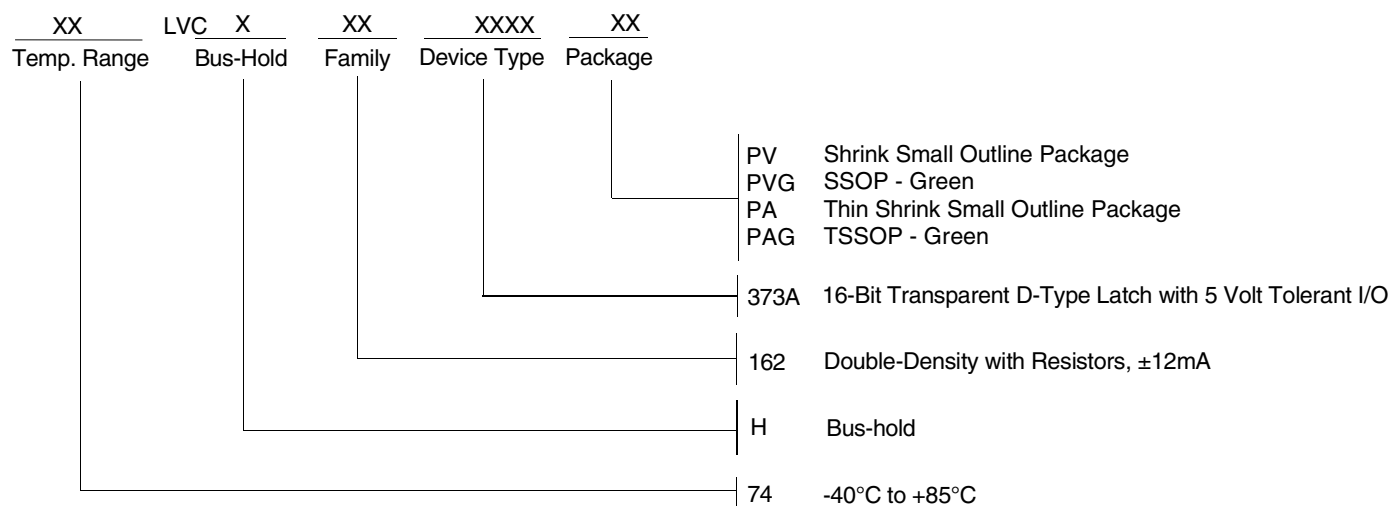 XX LVC X XX XXXX XX
Temp. Range Bus-Hold Family Device Type Package
PV Shrink Small Outline Package
PVG SSOP - Green
PA Thin Shrink Small Outline Package
PAG TSSOP - Green
373A 16-Bit Transparent D-Type Latch with 5 Volt Tolerant I/O
162 Double-Density with Resistors, ±12mA
H Bus-hold
74 -40°C to +85°C